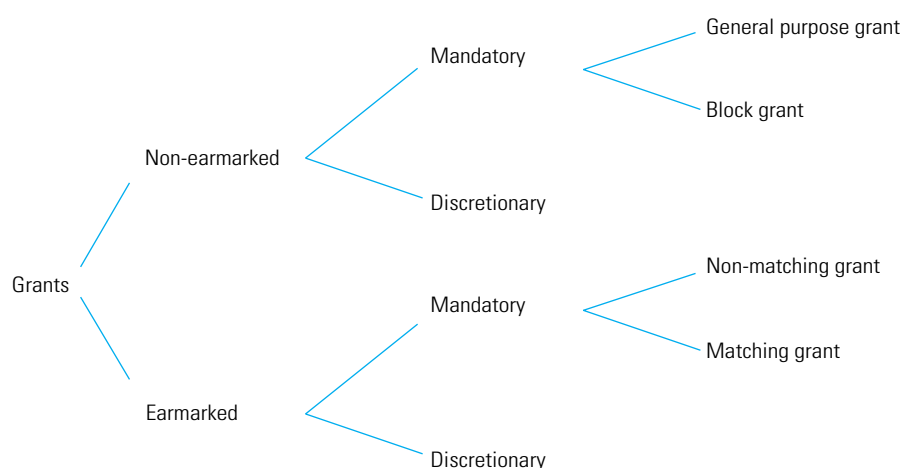 General purpose grant
Mandatory
Block grant
Non-earmarked
Discretionary
Non-matching grant
Grants
Mandatory
Matching grant
Earmarked
Discretionary